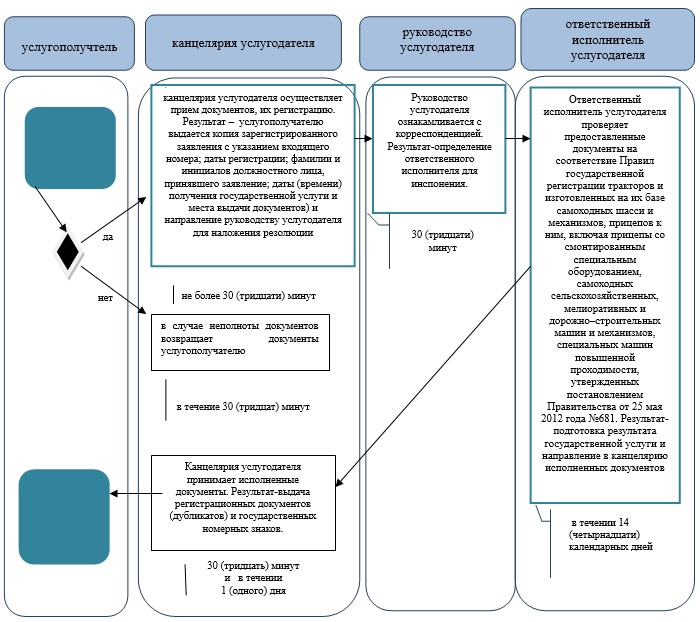 услугополучтель
канцелярия услугодателя
руководство
услугодателя
ответственный
исполнитель
услугодателя
да
нет
канцелярия услугодателя осуществляет
прием документов, их регистрацию.
Результат – услугополучателю
выдается копия зарегистрированного
заявления с указанием входящего
номера; даты регистрации; фамилии и
инициалов должностного лица,
принявшего заявление; даты (времени)
получения государственной услуги и
места выдачи документов) и
направление руководству услугодателя
для наложения резолюции
не более 30 (тридцати) минут
в случае неполноты документов
возвращает документы
услугополучателю
в течение 30 (тридцат) минут
Канцелярия услугодателя
принимает исполненные
документы. Результат-выдача
регистрационных документов
(дубликатов) и государственных
номерных знаков.
30 (тридцать) минут
и в течении
1 (одного) дня
Руководство
услугодателя
ознакамливается с
корреспонденцией.
Результат-определение
ответственного
исполнителя для
инспонения.
30 (тридцати)
минут
Ответственный
исполнитель услугодателя
проверяет
предоставленные
документы на
соответствие Правил
государственной
регистрации тракторов и
изготовленных на их базе
самоходных шасси и
механизмов, прицепов к
ним, включая прицепы со
смонтированным
специальным
оборудованием,
самоходных
сельскохозяйственных,
мелиоративных и
дорожно–строительных
машин и механизмов,
специальных машин
повышенной
проходимости,
утвержденных
постановлением
Правительства от 25 мая
2012 года №681. Результат-
подготовка результата
государственной услуги и
направление в канцелярию
исполненных документов
в течении 14
(четырнадцати)
календарных дней